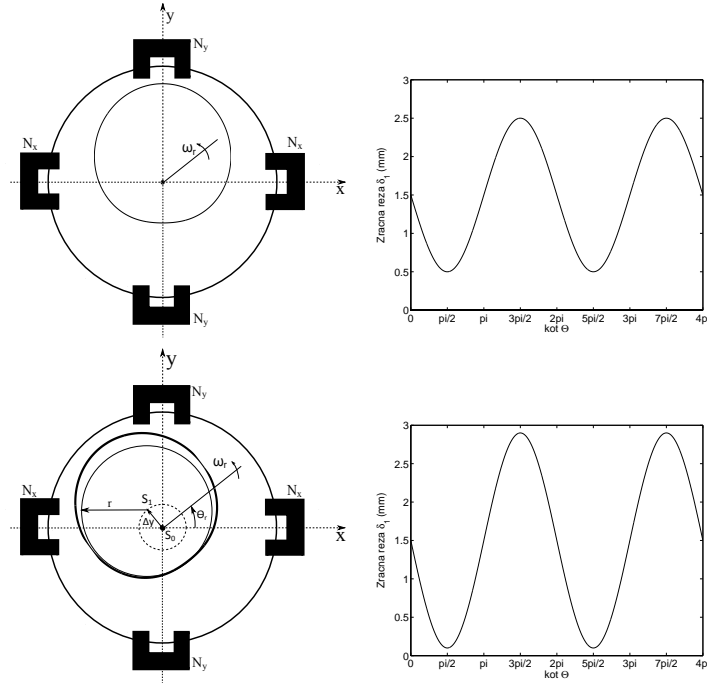 y
N_y
N_x
N_x
ω_r
x
N_y
3
2.5
2
1.5
1
0.5
0
Zracna reza δ_1 (mm)
0 pi/2 pi 3pi/2 2pi 5pi/2 3pi 7pi/2 4p
kot Θ
y
N_y
N_x
N_x
ω_r
S_1
r
Θ_r
Δy
S_0
x
N_y
3
2.5
2
1.5
1
0.5
0
Zracna reza δ_1 (mm)
0 pi/2 pi 3pi/2 2pi 5pi/2 3pi 7pi/2 4p
kot Θ